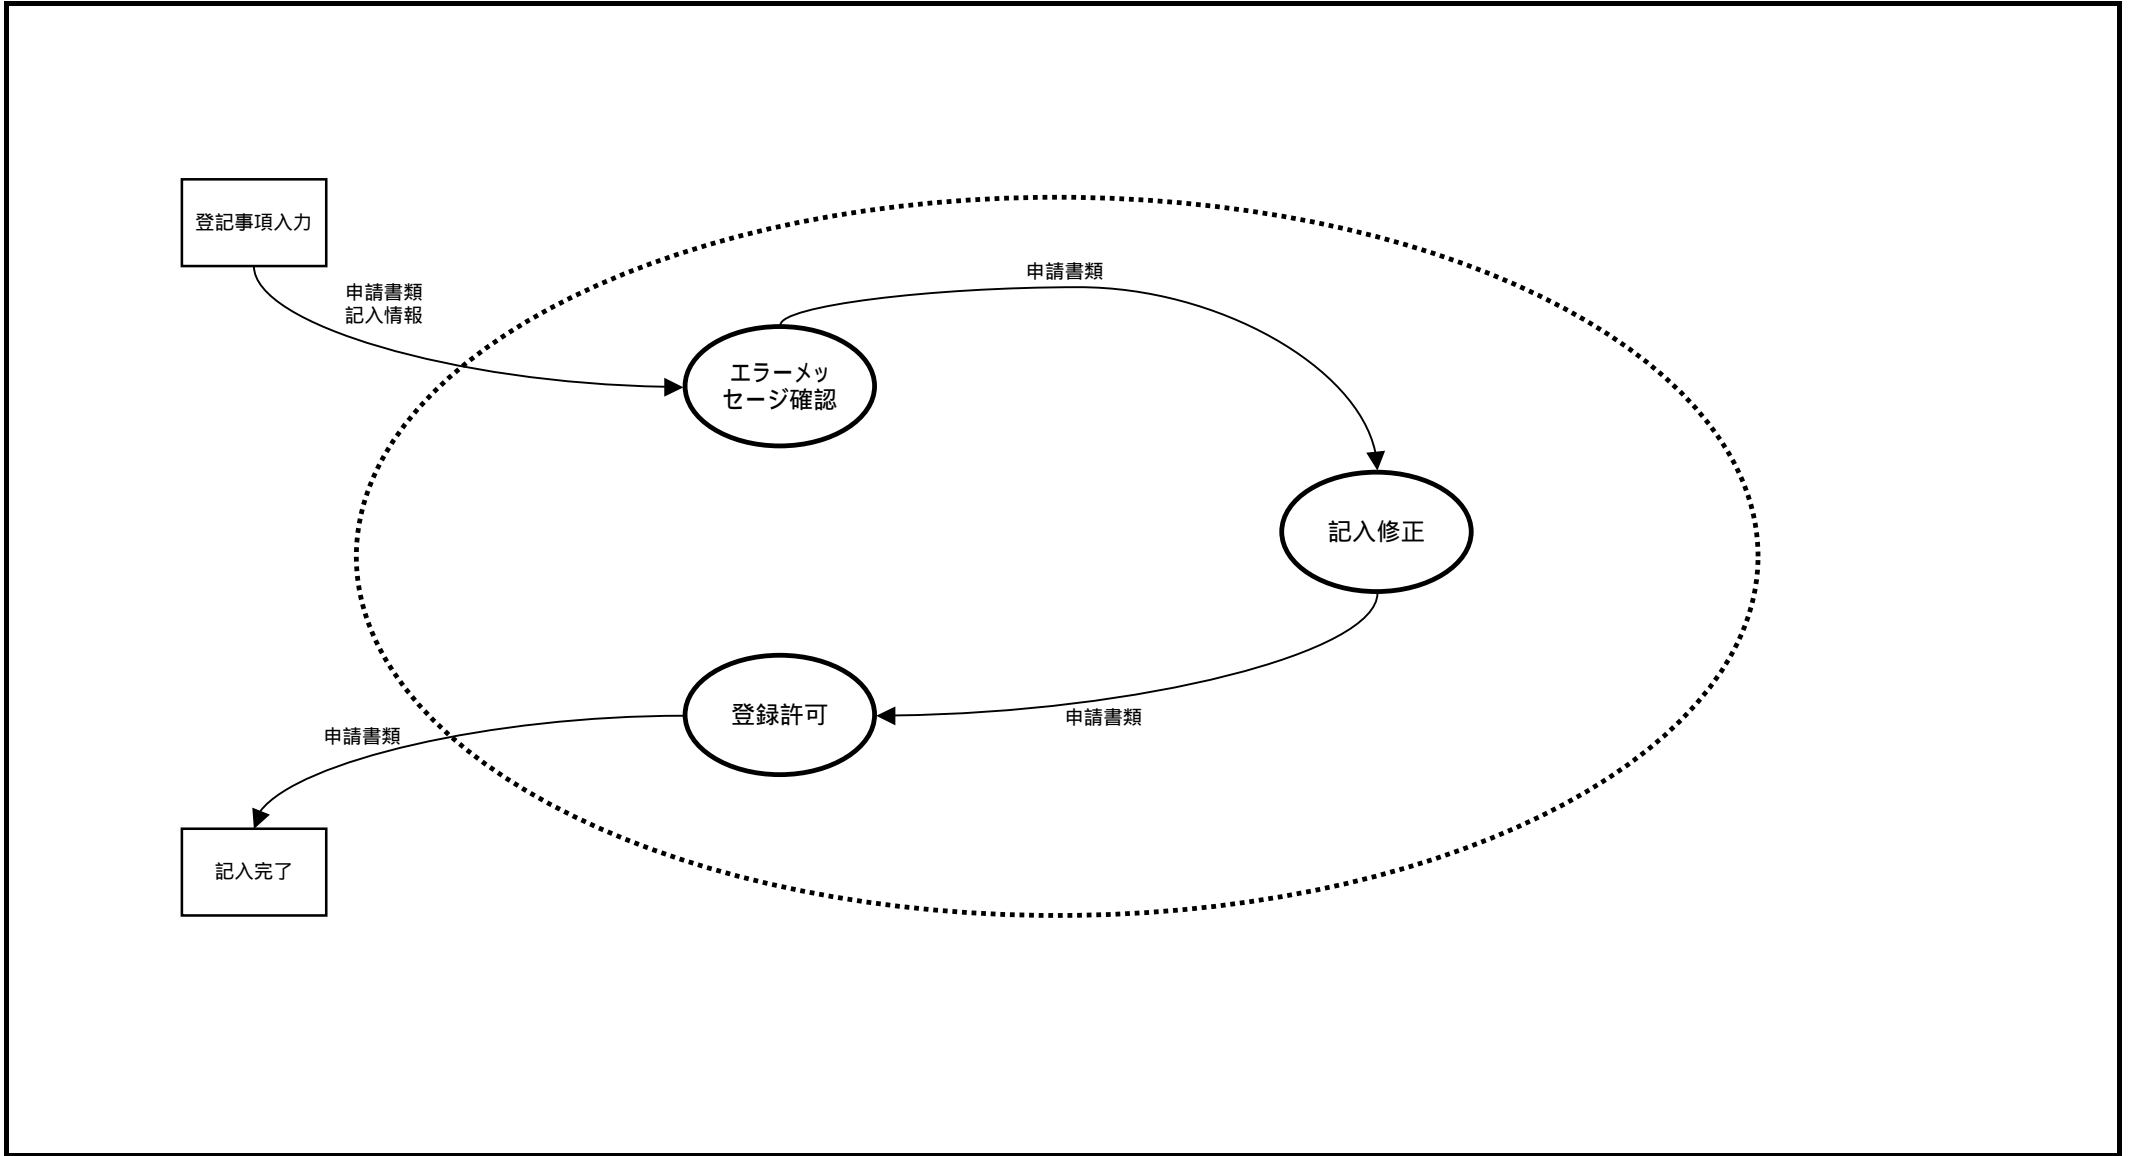 登記事項入力
申請書類
記入情報
申請書類
エラーメッ
セージ確認
記入修正
登録許可
申請書類
申請書類
記入完了